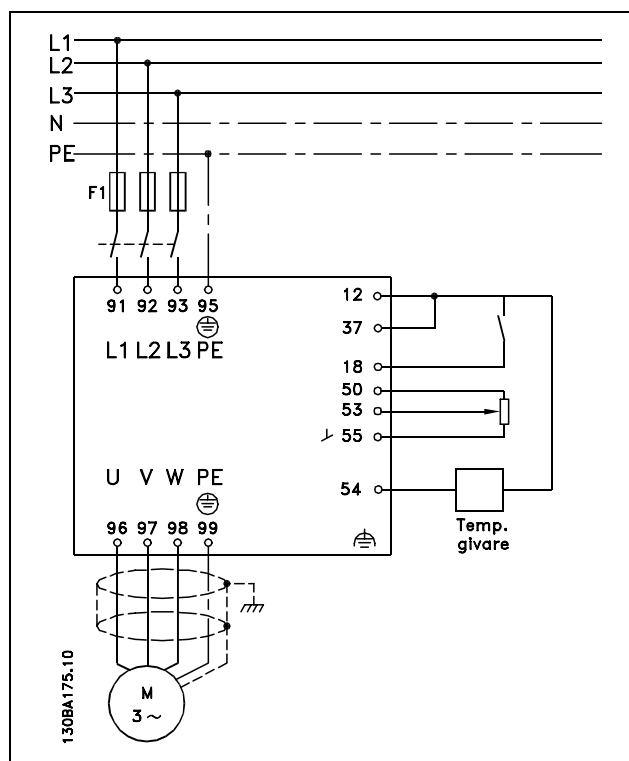 L1
L2
L3
N
PE
F1
91 92 93 95
L1 L2 L3 PE
12
37
18
50
53
55
54
U V W PE
96 97 98 99
Temp.
givare
M
3 ~
130BA175.10